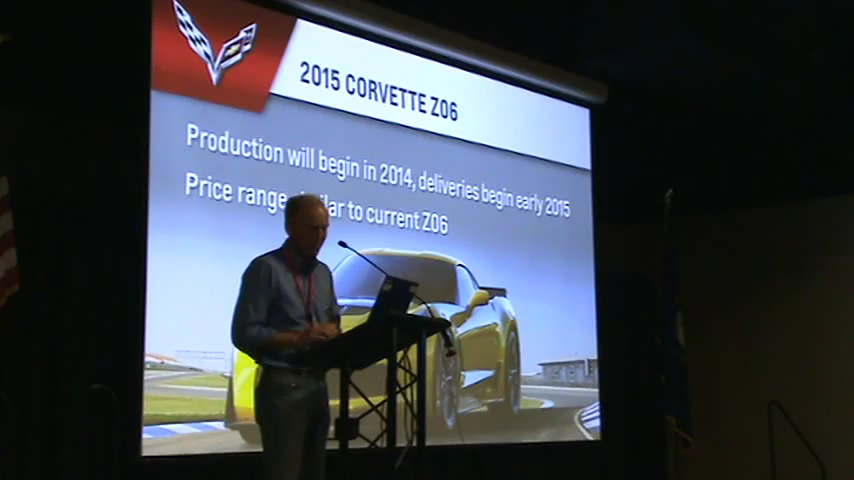 2015 CORVETTE Z06
Production will begin in 2014, deliveries begin early 2015
Price range to current Z06